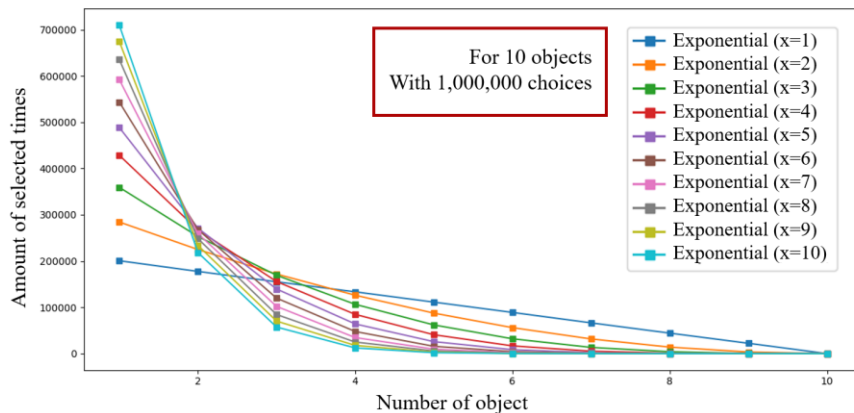 700000
600000
500000
400000
300000
200000
100000
0
Amount of selected times
For 10 objects
With 1,000,000 choices
Exponential (x=1)
Exponential (x=2)
Exponential (x=3)
Exponential (x=4)
Exponential (x=5)
Exponential (x=6)
Exponential (x=7)
Exponential (x=8)
Exponential (x=9)
Exponential (x=10)
2 4 6 8 10
Number of object